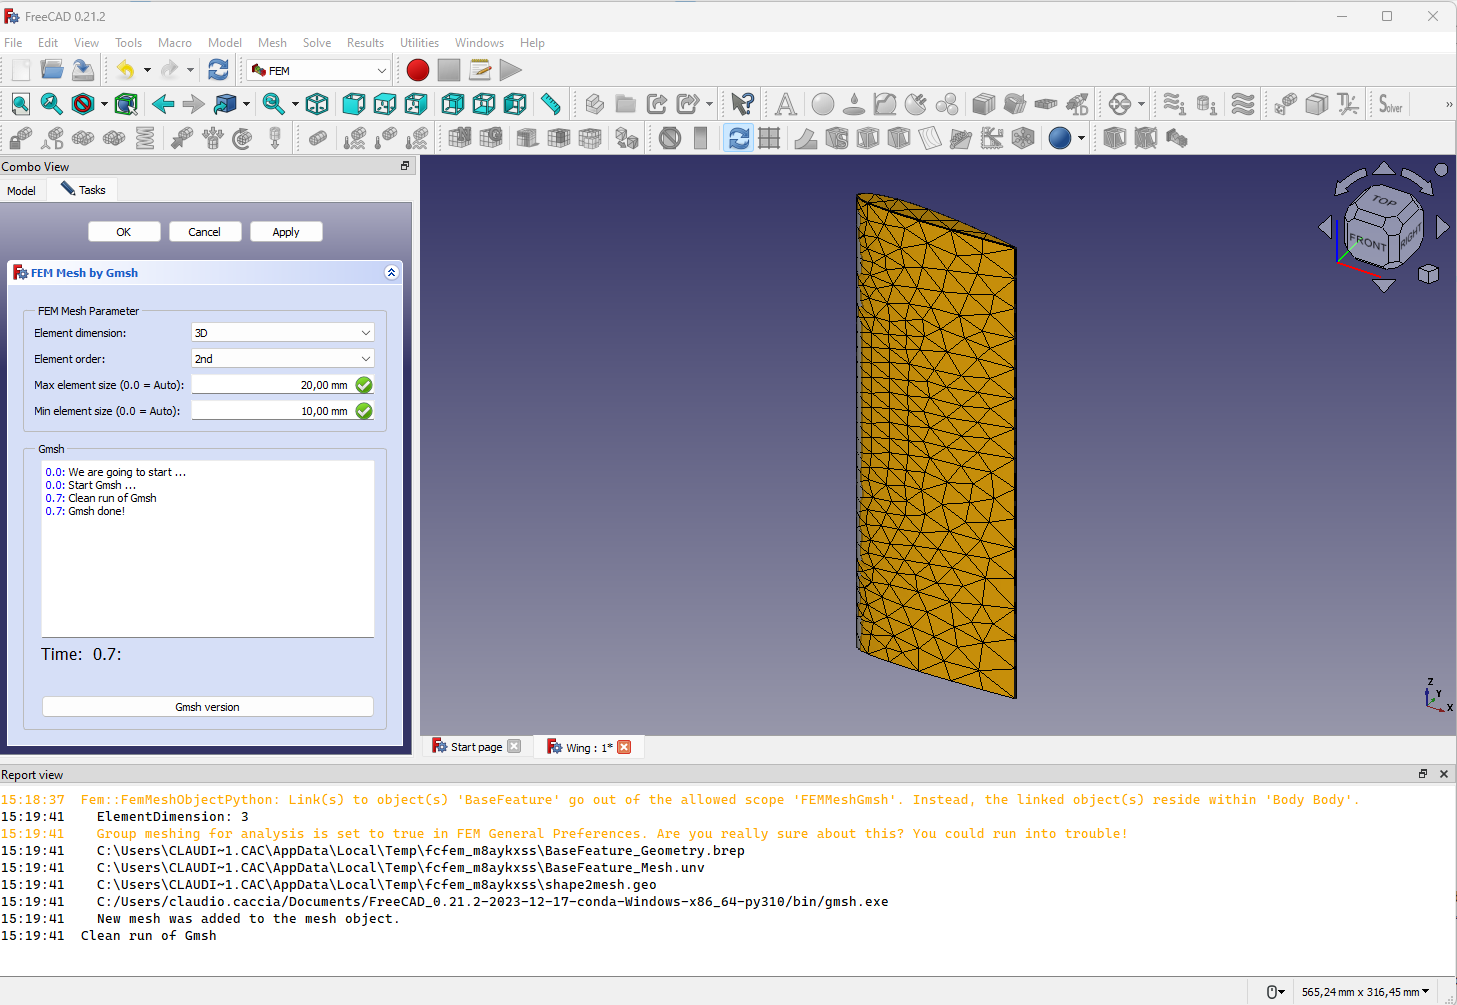 FreeCAD 0.21.2
File Edit View Tools Macro Model Mesh Solve Results Utilities Windows Help
FEM
Solver
Combo View
Model Tasks
OK Cancel Apply
FEM Mesh by Gmsh
FEM Mesh Parameter
Element dimension: 3D
Element order: 2nd
Max element size (0.0 = Auto): 20,00 mm
Min element size (0.0 = Auto): 10,00 mm
Gmsh
0.0: We are going to start ...
0.0: Start Gmsh ...
0.7: Clean run of Gmsh
0.7: Gmsh done!
Time: 0.7:
Gmsh version
TOP
FRONT
RIGHT
Z
Y
X
Start page Wing : 1*
Report view
15:18:37 Fem::FemMeshObjectPython: Link(s) to object(s) 'BaseFeature' go out of the allowed scope 'FEMMeshGmsh'. Instead, the linked object(s) reside within 'Body Body'.
15:19:41 ElementDimension: 3
15:19:41 Group meshing for analysis is set to true in FEM General Preferences. Are you really sure about this? You could run into trouble!
15:19:41 C:\Users\CLAUDI~1.CAC\AppData\Local\Temp\fcfem_m8aykxss\BaseFeature_Geometry.brep
15:19:41 C:\Users\CLAUDI~1.CAC\AppData\Local\Temp\fcfem_m8aykxss\BaseFeature_Mesh.unv
15:19:41 C:\Users\CLAUDI~1.CAC\AppData\Local\Temp\fcfem_m8aykxss\shape2mesh.geo
15:19:41 C:/Users/claudio.caccia/Documents/FreeCAD_0.21.2-2023-12-17-conda-Windows-x86_64-py310/bin/gmsh.exe
15:19:41 New mesh was added to the mesh object.
15:19:41 Clean run of Gmsh
565,24 mm x 316,45 mm